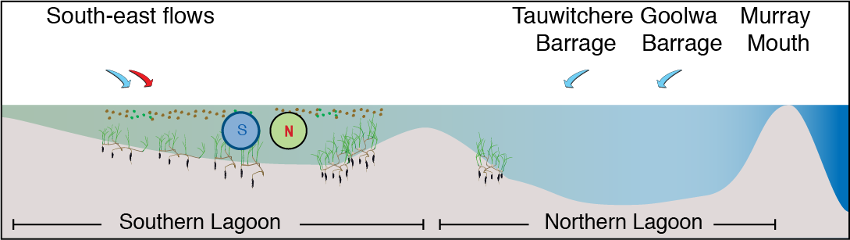 South-east flows
Tauwitchere Barrage
Goolwa Barrage
Murray Mouth
S
N
Southern Lagoon
Northern Lagoon